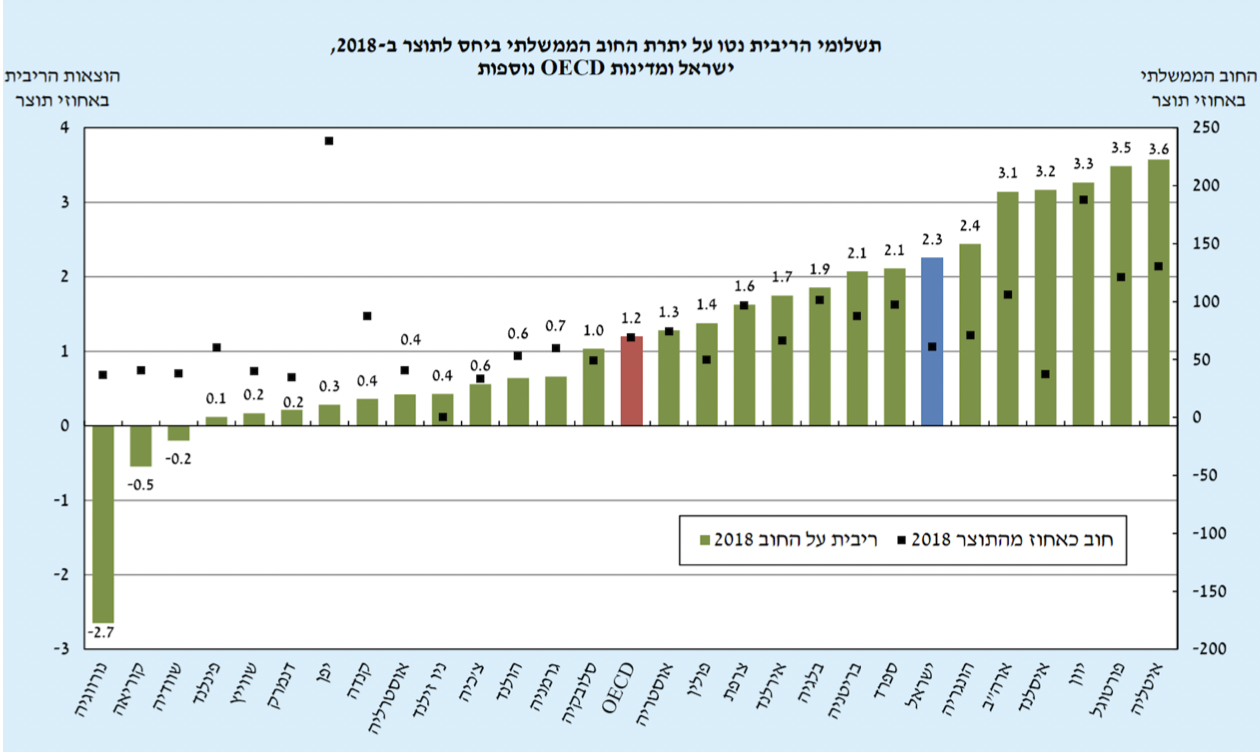 תשלומי הריבית נטו על יתרת החוב הממשלתי ביחס לתוצר ב-2018,
ישראל ומדינות OECD נוספות
החוב הממשלתי
באחוזי תוצר
הוצאות הריבית
באחוזי תוצר
4
3
2
1
0
-1
-2
-3
250
200
150
100
50
0
-50
-100
-150
-200
-2.7
-0.5
-0.2
0.1
0.2
0.2
0.3
0.4
0.4
0.4
0.6
0.6
0.7
1.0
1.2
1.3
1.4
1.6
1.7
1.9
2.1
2.1
2.3
2.4
3.1
3.2
3.3
3.5
3.6
ריבית על החוב 2018
חוב כאחוז מהתוצר 2018
נורווגיה
קוריאה
שוודיה
פינלנד
שווייץ
דנמרק
יפן
קנדה
אוסטרליה
ניו זילנד
ציכיה
הולנד
גרמניה
סלובקיה
OECD
אוסטריה
פולין
צרפת
אירלנד
בלגיה
בריטניה
ספרד
ישראל
הונגריה
ארה״ב
איסלנד
יוון
פורטוגל
איטליה